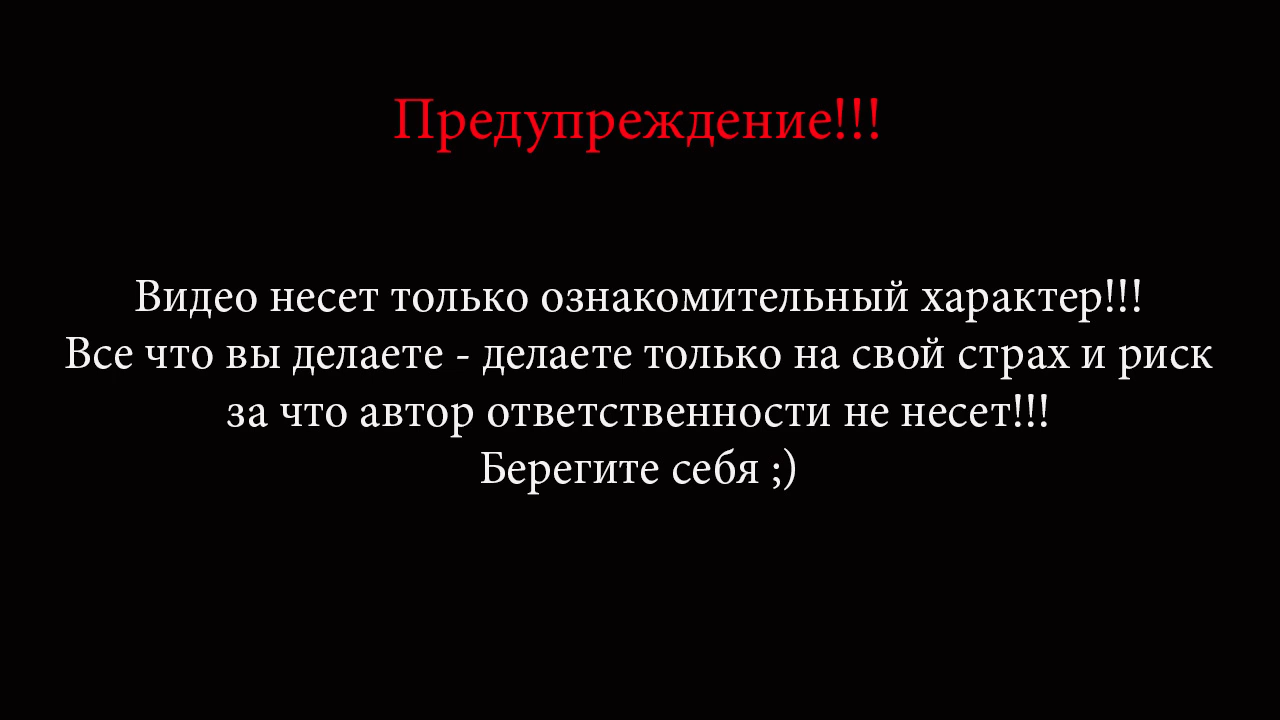 Предупреждение!!!
Видео несет только ознакомительный характер!!!
Все что вы делаете - делаете только на свой страх и риск
за что автор ответственности не несет!!!
Берегите себя ;)